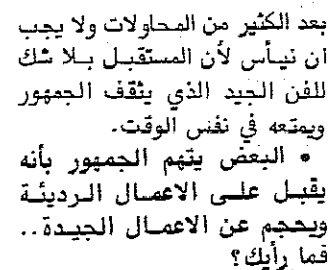 بعد الكثير من المحاولات ولا يجب
ان نيأس لأن المستقبل بلا شك
للفن الجيد الذي يثقف الجمهور
ويمتعه في نفس الوقت.
• البعض يتهم الجمهور بأنه
يقبل على الاعمال الرديئة
ويحجم عن الاعمال الجيدة..
فما رأيك؟